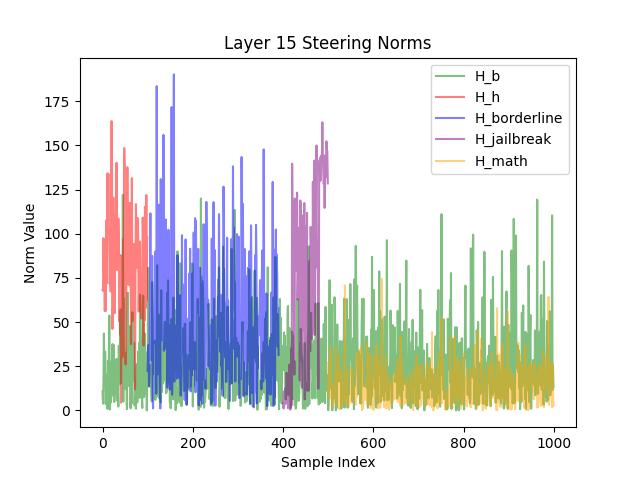 Layer 15 Steering Norms
Norm Value
175
150
125
100
75
50
25
0
0
200
400
600
800
1000
Sample Index
H_b
H_h
H_borderline
H_jailbreak
H_math